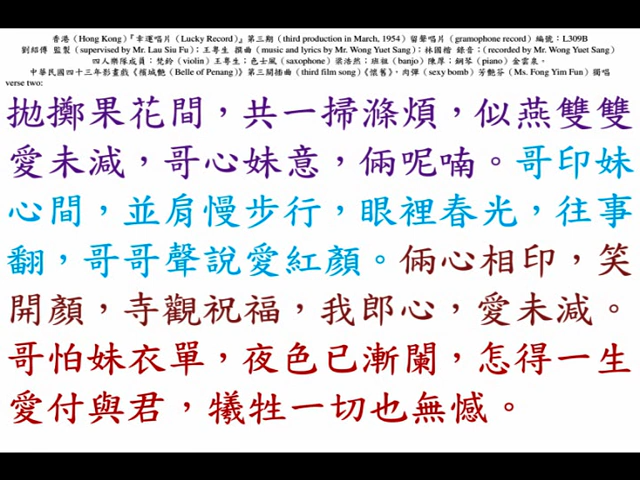 香港（Hong Kong）『幸運唱片（Lucky Record）』第三期（third production in March, 1954）留聲唱片（gramophone record）編號：L309B
劉紹傅 監製（supervised by Mr. Lau Siu Fu）；王粵生 撰曲（music and lyrics by Mr. Wong Yuet Sang）；林國楷 錄音；（recorded by Mr. Wong Yuet Sang）
四人樂隊成員：梵鈴（violin）王粵生；色士風（saxophone）梁浩然；班祖（banjo）陳厚；鋼琴（piano）金雲泉。
中華民國四十三年影畫戲《檳城艷（Belle of Penang）》第三闋插曲（third film song）《懷舊》。肉彈（sexy bomb）芳艷芬（Ms. Fong Yim Fun）獨唱
verse two:
拋擲果花間，共一掃滌煩，似燕雙雙
愛未減，哥心妹意，倆呢喃。哥印妹
心間，並肩慢步行，眼裡春光，往事
翻，哥哥聲說愛紅顏。倆心相印，笑
開顏，寺觀祝福，我郎心，愛未減。
哥怕妹衣單，夜色已漸闌，怎得一生
愛付與君，犧牲一切也無憾。